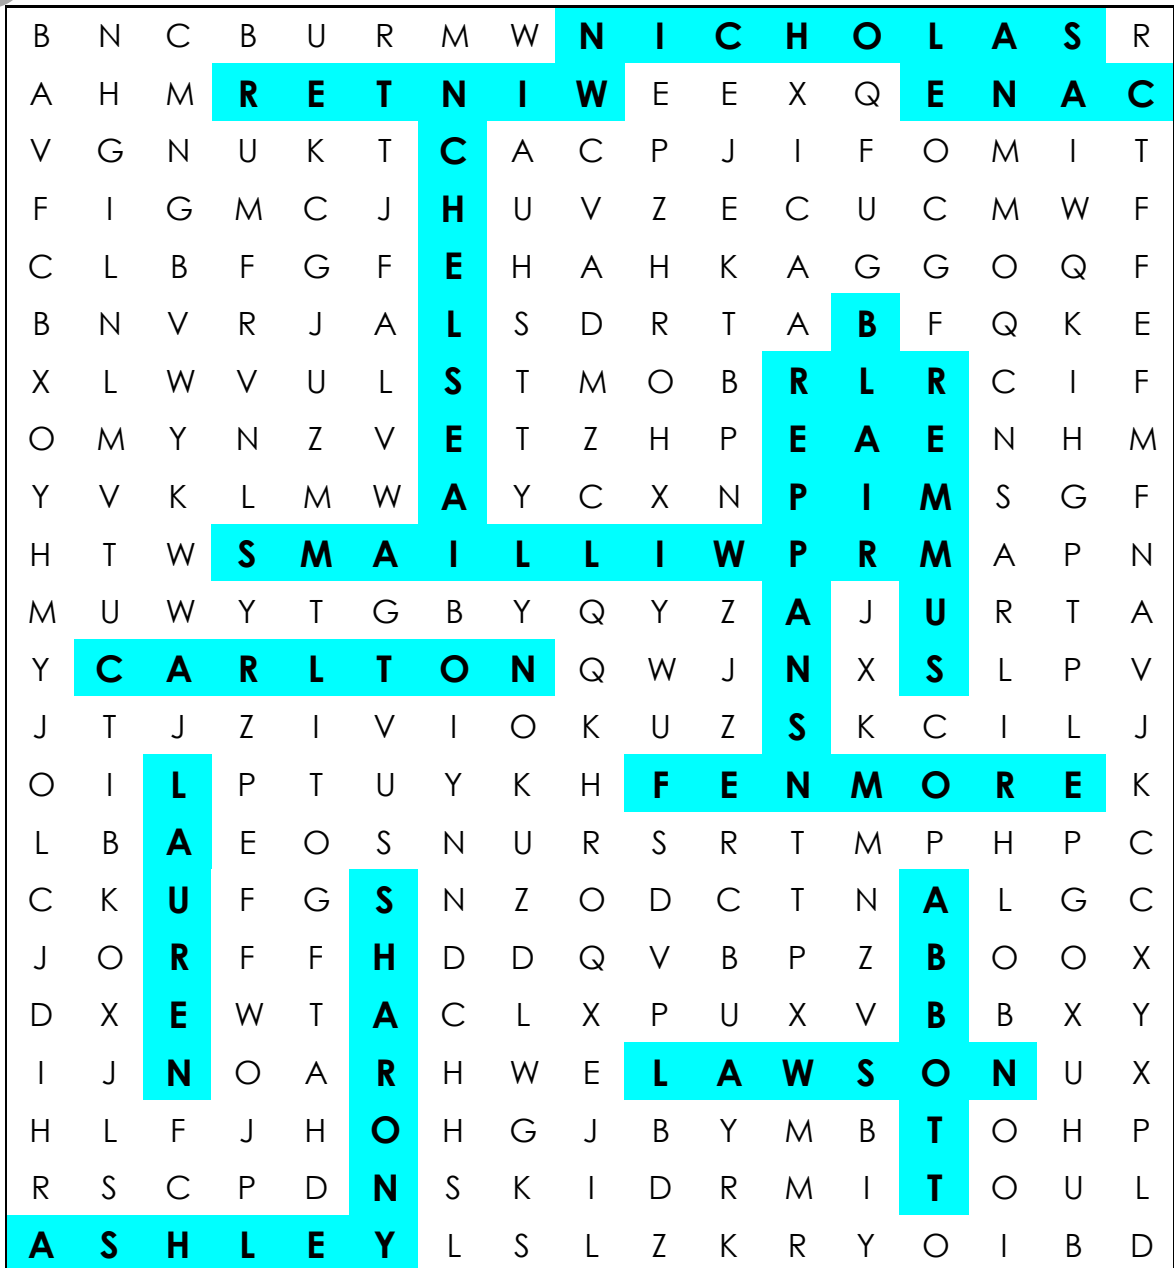 B N C B U R M W N I C H O L A S R
A H M R E T N I W E E X Q E N A C
V G N U K T C A C P J I F O M I T
F I G M C J H U V Z E C U C M W F
C L B F G F E H A H K A G G O Q F
B N V R J A L S D R T A B F Q K E
X L W V U L S T M O B R L R C I F
O M Y N Z V E T Z H P E A E N H M
Y V K L M W A Y C X N P I M S G F
H T W S M A I L L I W P R M A P N
M U W Y T G B Y Q Y Z A J U R T A
Y C A R L T O N Q W J N X S L P V
J T J Z I V I O K U Z S K C I L J
O I L P T U Y K H F E N M O R E K
L B A E O S N U R S R T M P H P C
C K U F G S N Z O D C T N A L G C
J O R F F H D D Q V B P Z B O O X
D X E W T A C L X P U X V B B X Y
I J N O A R H W E L A W S O N U X
H L F J H O H G J B Y M B T O H P
R S C P D N S K I D R M I T O U L
A S H L E Y L S L Z K R Y O I B D